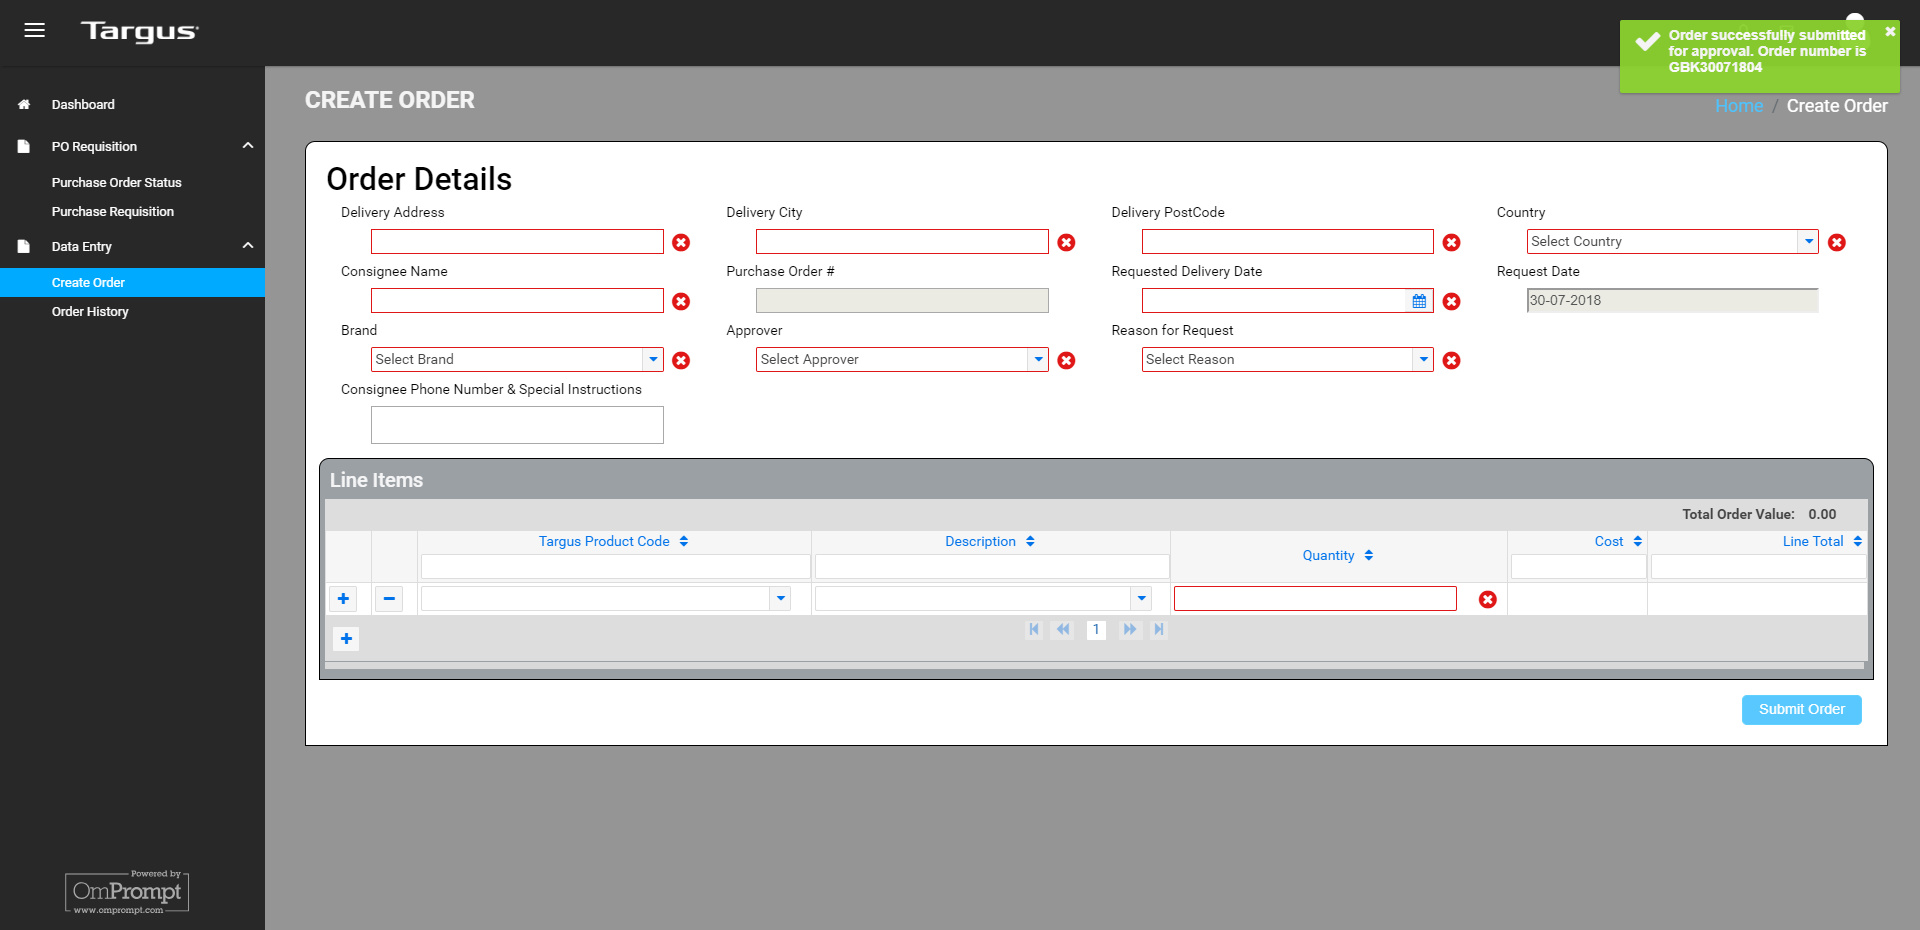 Targus
Order successfully submitted
for approval. Order number is
GBK30071804
Dashboard
PO Requisition
Purchase Order Status
Purchase Requisition
Data Entry
Create Order
Order History
CREATE ORDER
Home / Create Order
Order Details
Delivery Address
Delivery City
Delivery PostCode
Country
Select Country
Consignee Name
Purchase Order #
Requested Delivery Date
Request Date
30-07-2018
Brand
Approver
Reason for Request
Select Brand
Select Approver
Select Reason
Consignee Phone Number & Special Instructions
Line Items
Total Order Value: 0.00
Targus Product Code
Description
Quantity
Cost
Line Total
1
Submit Order
Powered by
OmPrompt
www.omprompt.com